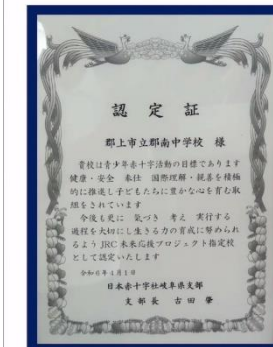 認定証
郡上市立郡南中学校 様
貴校は青少年赤十字活動の目標であります
健康・安全 奉仕 国際理解・親善を積極
的に推進し子どもたちに豊かな心を育む取
組をされています
今後も更に 気づき 考え 実行する
過程を大切にし生きる力の育成に努められ
るよう JRC未来応援プロジェクト指定校
として認定いたします
令和6年4月1日
日本赤十字社岐阜県支部
支部長 古田 肇